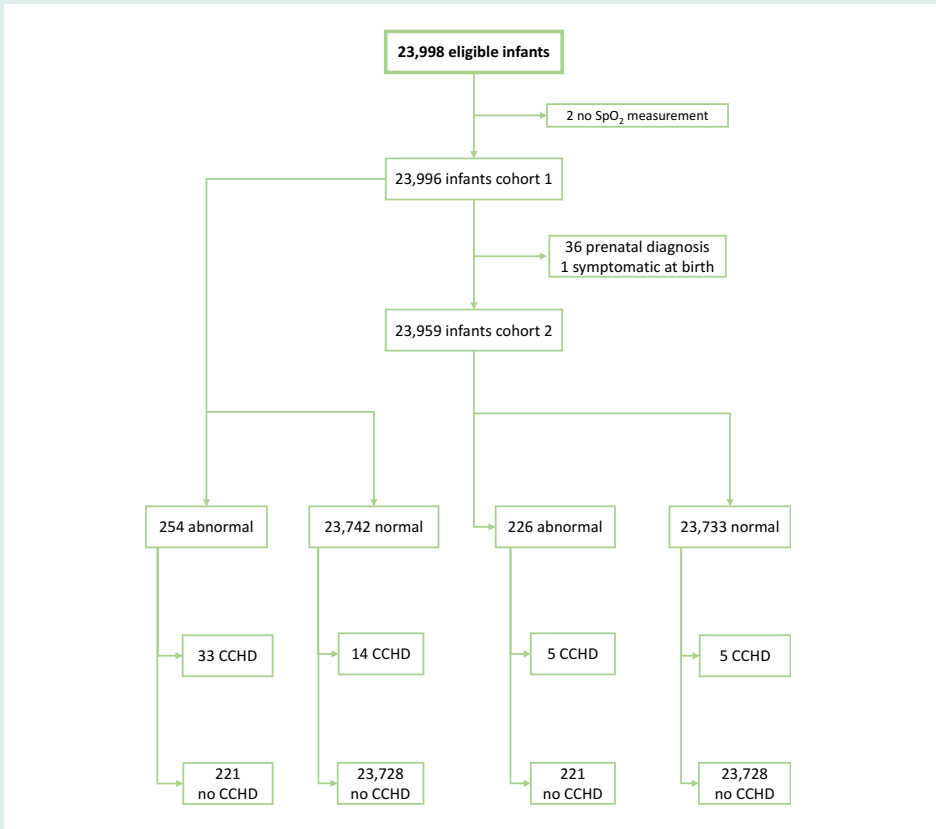 23,998 eligible infants
2 no SpO₂ measurement
23,996 infants cohort 1
36 prenatal diagnosis
1 symptomatic at birth
23,959 infants cohort 2
254 abnormal
23,742 normal
226 abnormal
23,733 normal
33 CCHD
14 CCHD
5 CCHD
5 CCHD
221
no CCHD
23,728
no CCHD
221
no CCHD
23,728
no CCHD